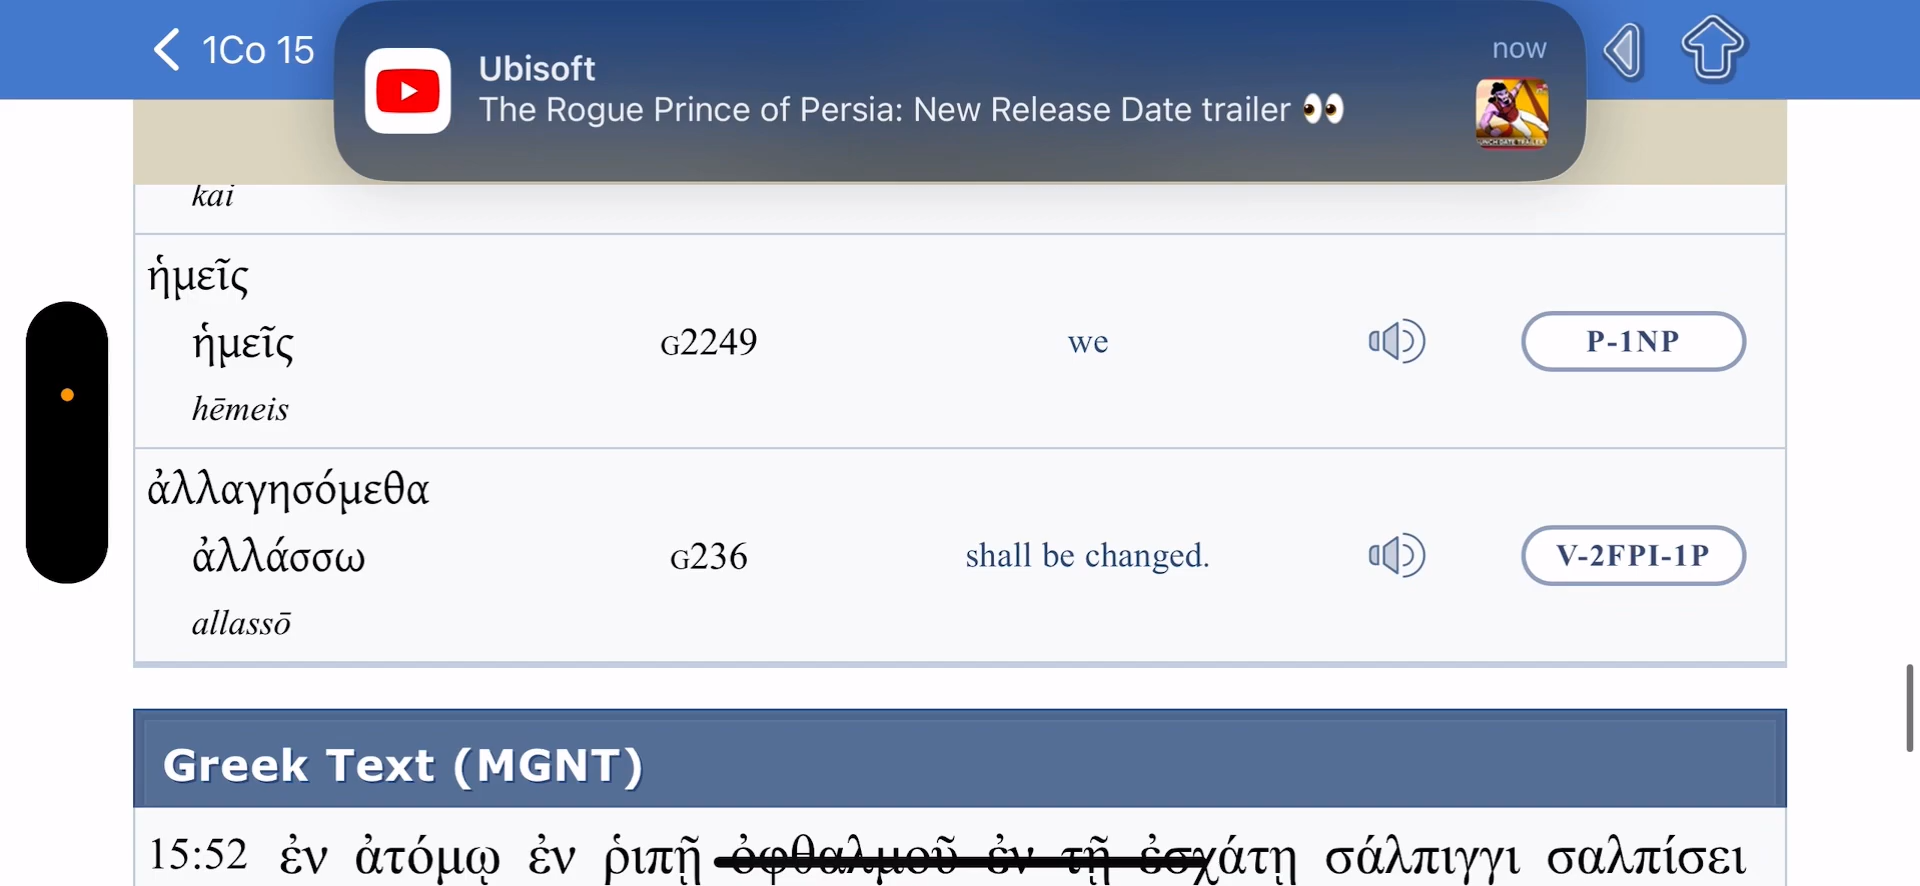 1Co 15
Ubisoft
now
The Rogue Prince of Persia: New Release Date trailer 👀
kai
ἡμεῖς
ἡμεῖς G2249 we P-1NP
hēmeis
ἀλλαγησόμεθα
ἀλλάσσω G236 shall be changed. V-2FPI-1P
allassō
Greek Text (MGNT)
15:52 ἐν ἀτόμῳ ἐν ῥιπῇ ὀφθαλμοῦ ἐν τῇ ἐσχάτῃ σάλπιγγι σαλπίσει